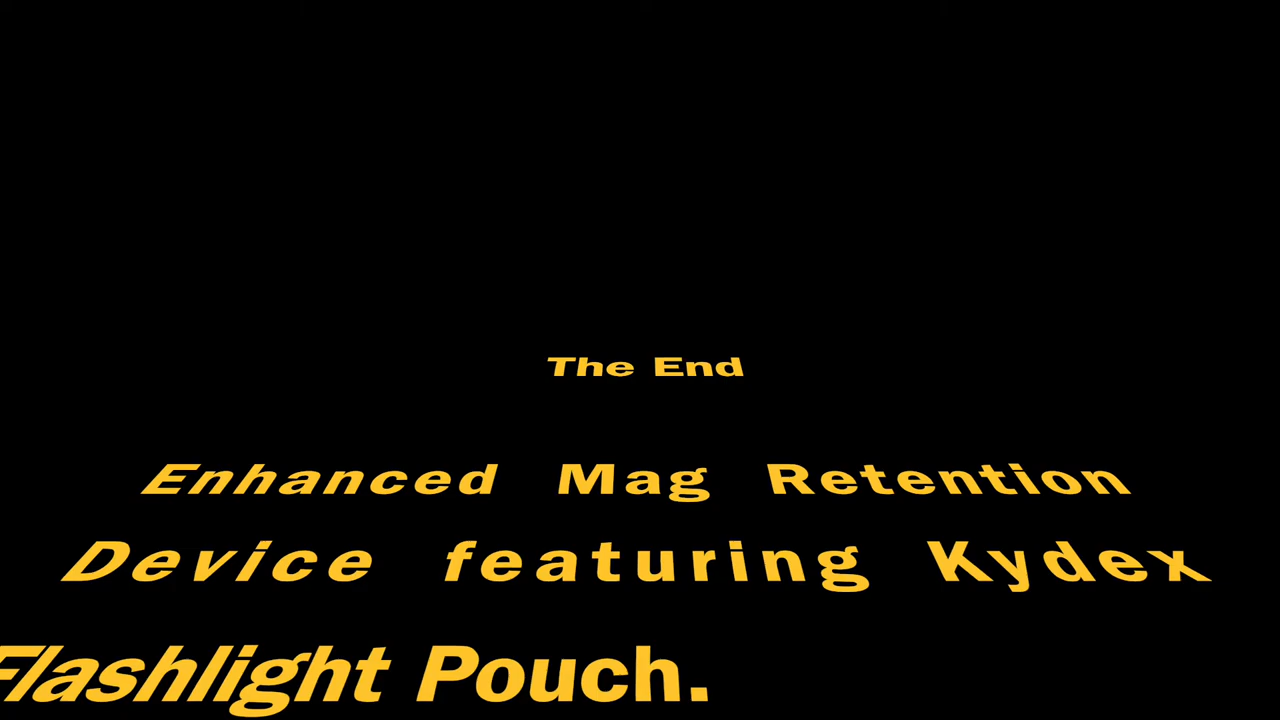 The End
Enhanced Mag Retention
Device featuring Kydex
Flashlight Pouch.